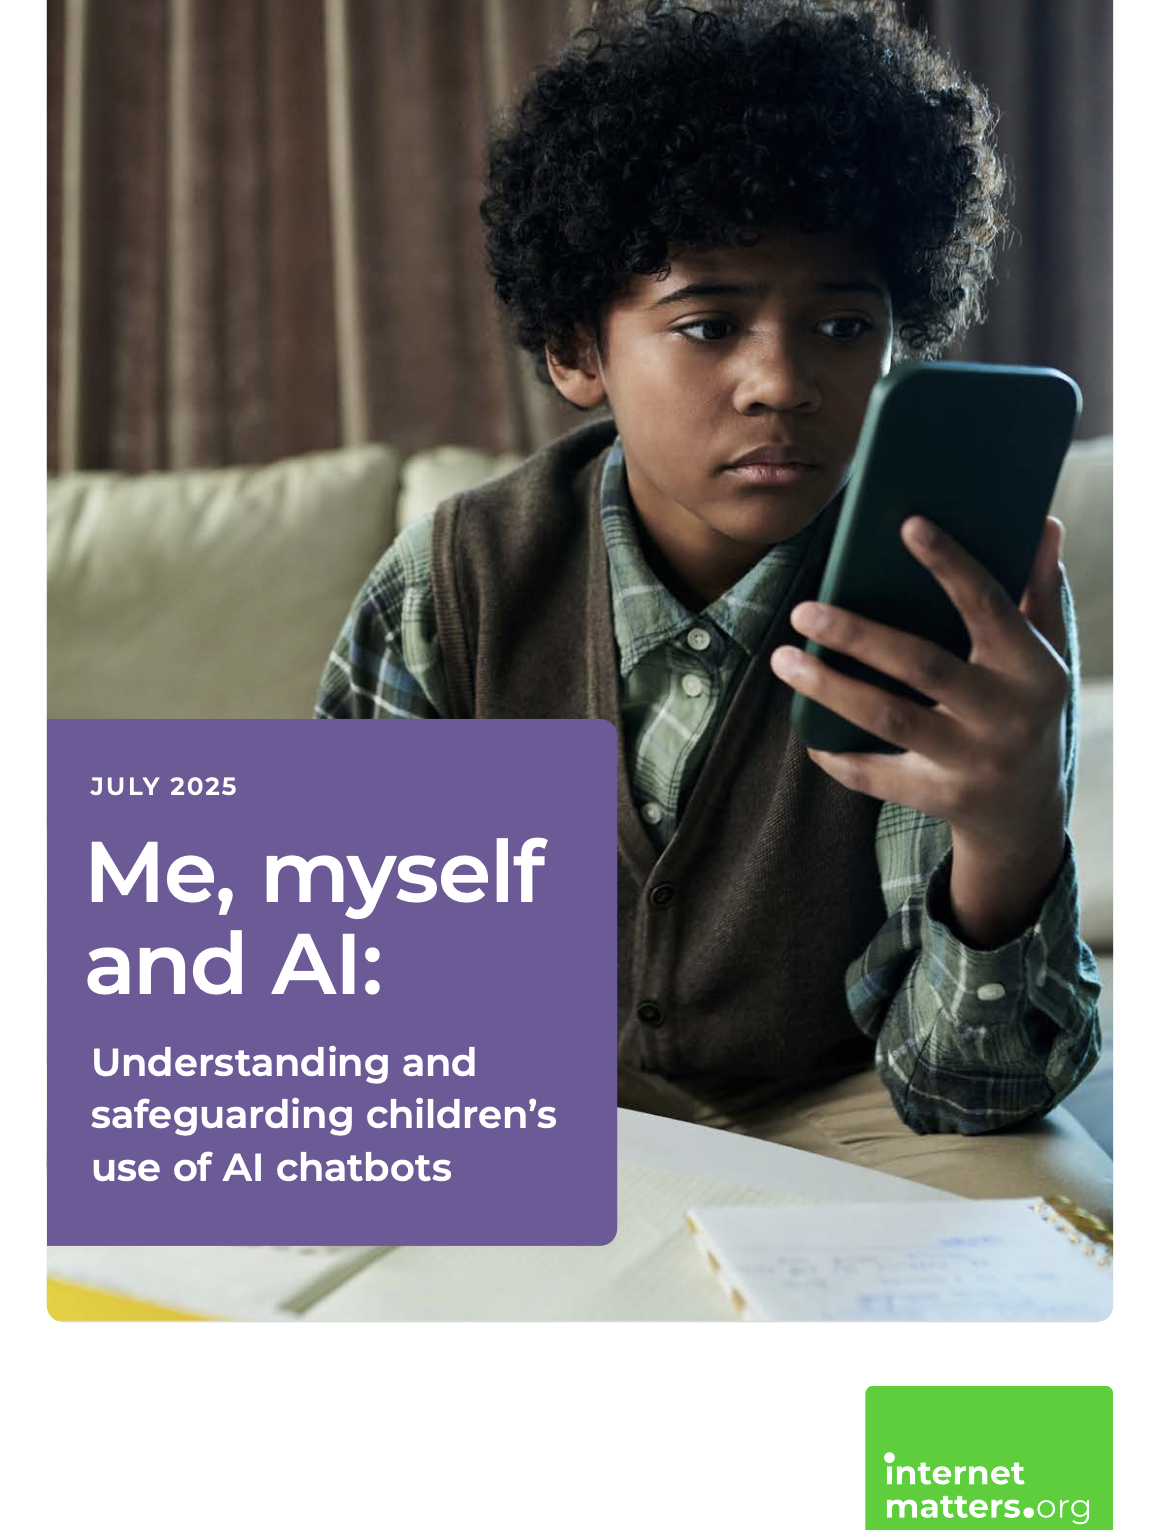 JULY 2025
Me, myself
and AI:
Understanding and
safeguarding children’s
use of AI chatbots
internet
matters.org